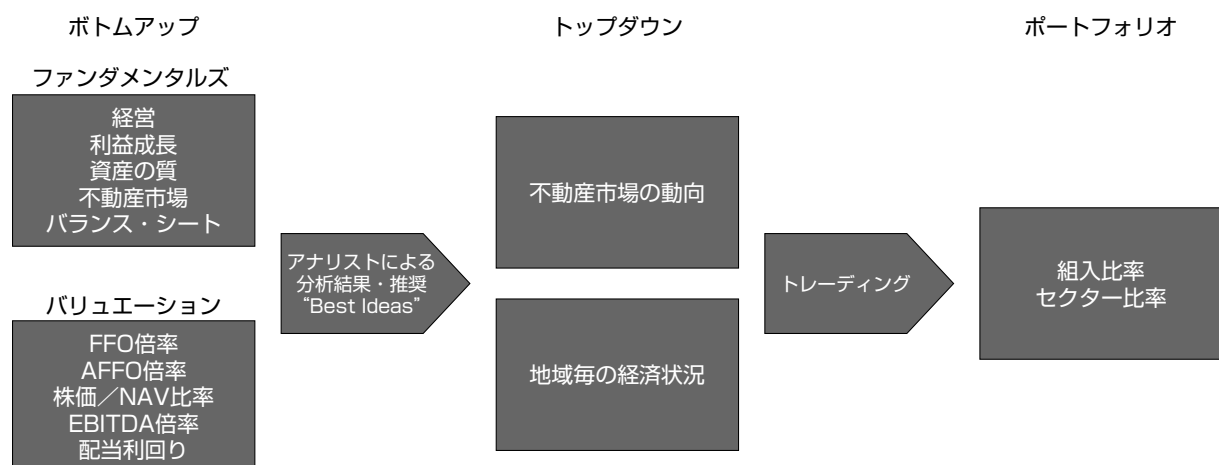 ボトムアップ
ファンダメンタルズ
経営
利益成長
資産の質
不動産市場
バランス・シート
バリュエーション
FFO倍率
AFFO倍率
株価／NAV比率
EBITDA倍率
配当利回り
アナリストによる
分析結果・推奨
“Best Ideas”
トップダウン
不動産市場の動向
地域毎の経済状況
トレーディング
ポートフォリオ
組入比率
セクター比率